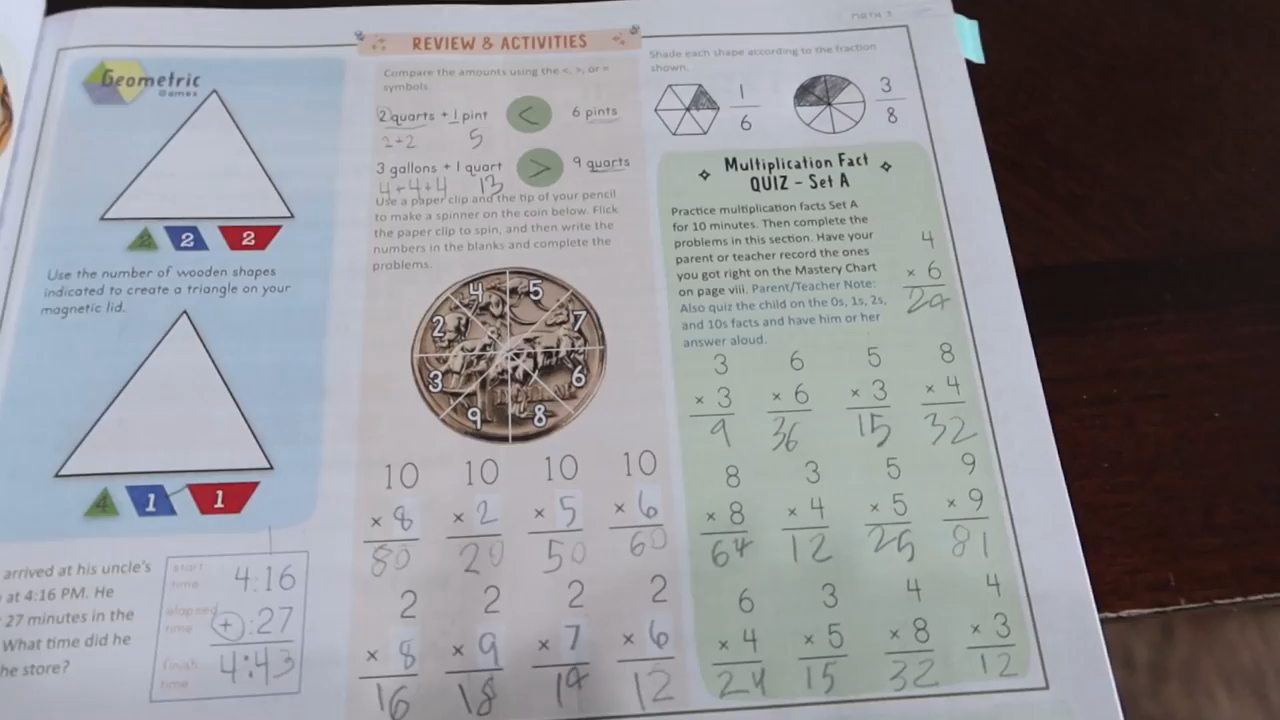 MATH 3
REVIEW & ACTIVITIES
Geometric
Games
2 2 2
Use the number of wooden shapes
indicated to create a triangle on your
magnetic lid.
4 1 1
arrived at his uncle's
at 4:16 PM. He
27 minutes in the
What time did he
he store?
start
time
4:16
elapsed
time
+ :27
finish
time
4:43
Compare the amounts using the <, >, or =
symbols.
2 quarts + 1 pint < 6 pints
2+2 5
3 gallons + 1 quart > 9 quarts
4+4+4 13
Use a paper clip and the tip of your pencil
to make a spinner on the coin below. Flick
the paper clip to spin, and then write the
numbers in the blanks and complete the
problems.
4 5
2 7
3 6
9 8
10 10 10 10
× 8 × 2 × 5 × 6
80 20 50 60
2 2 2 2
× 8 × 9 × 7 × 6
16 18 14 12
Shade each shape according to the fraction
shown.
1 3
6 8
Multiplication Fact
QUIZ – Set A
Practice multiplication facts Set A
for 10 minutes. Then complete the
problems in this section. Have your
parent or teacher record the ones
you got right on the Mastery Chart
on page viii. Parent/Teacher Note:
Also quiz the child on the 0s, 1s, 2s,
and 10s facts and have him or her
answer aloud.
4
× 6
24
3 6 5 8
× 3 × 6 × 3 × 4
9 36 15 32
8 3 5 9
× 8 × 4 × 5 × 9
64 12 25 81
6 3 4 4
× 4 × 5 × 8 × 3
24 15 32 12